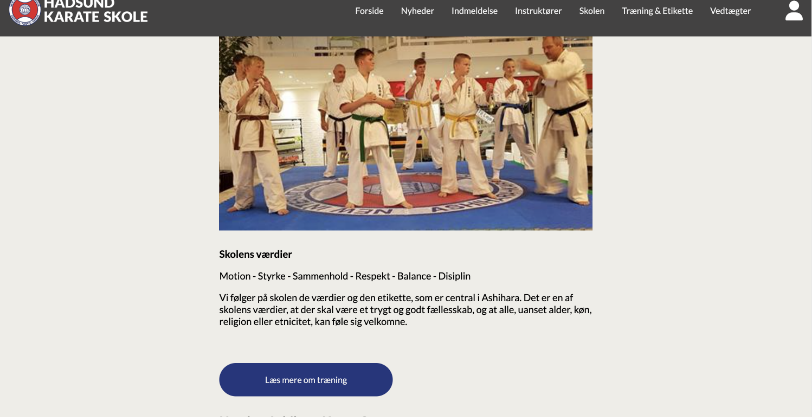 HADSUND
KARATE SKOLE
Forside Nyheder Indmeldelse Instruktører Skolen Træning & Etikette Vedtægter
Skolens værdier
Motion - Styrke - Sammenhold - Respekt - Balance - Disiplin
Vi følger på skolen de værdier og den etikette, som er central i Ashihara. Det er en af
skolens værdier, at der skal være et trygt og godt fællesskab, og at alle, uanset alder, køn,
religion eller etnicitet, kan føle sig velkomne.
Læs mere om træning